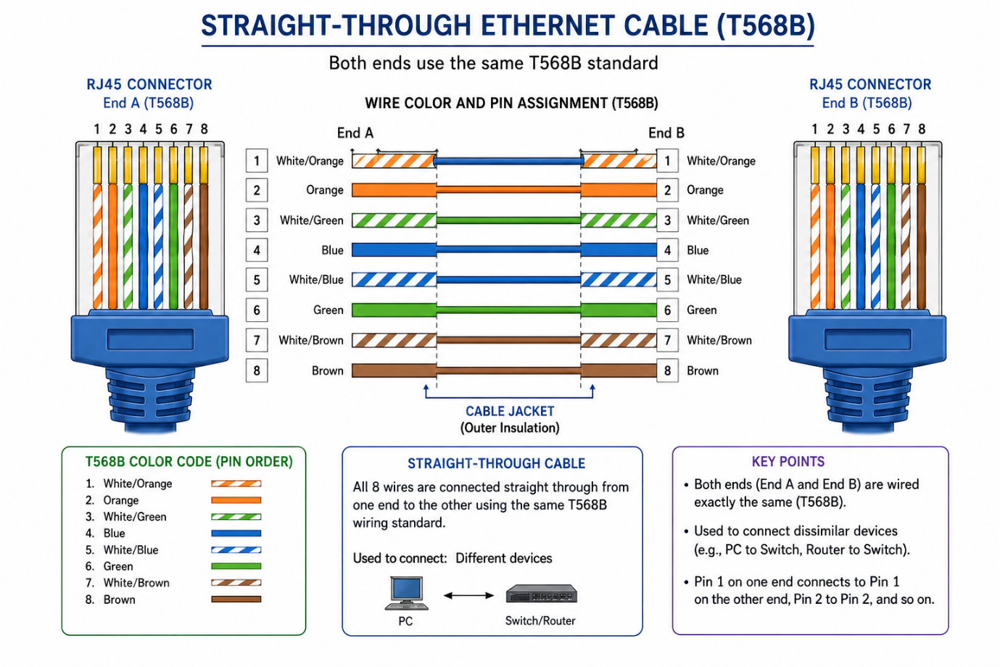 STRAIGHT-THROUGH ETHERNET CABLE (T568B)
Both ends use the same T568B standard
RJ45 CONNECTOR
End A (T568B)
1 2 3 4 5 6 7 8
WIRE COLOR AND PIN ASSIGNMENT (T568B)
End A
End B
1 White/Orange 1 White/Orange
2 Orange 2 Orange
3 White/Green 3 White/Green
4 Blue 4 Blue
5 White/Blue 5 White/Blue
6 Green 6 Green
7 White/Brown 7 White/Brown
8 Brown 8 Brown
CABLE JACKET
(Outer Insulation)
RJ45 CONNECTOR
End B (T568B)
1 2 3 4 5 6 7 8
T568B COLOR CODE (PIN ORDER)
1. White/Orange
2. Orange
3. White/Green
4. Blue
5. White/Blue
6. Green
7. White/Brown
8. Brown
STRAIGHT-THROUGH CABLE
All 8 wires are connected straight through from
one end to the other using the same T568B
wiring standard.
Used to connect: Different devices
PC
Switch/Router
KEY POINTS
• Both ends (End A and End B) are wired
exactly the same (T568B).
• Used to connect dissimilar devices
(e.g., PC to Switch, Router to Switch).
• Pin 1 on one end connects to Pin 1
on the other end, Pin 2 to Pin 2, and so on.